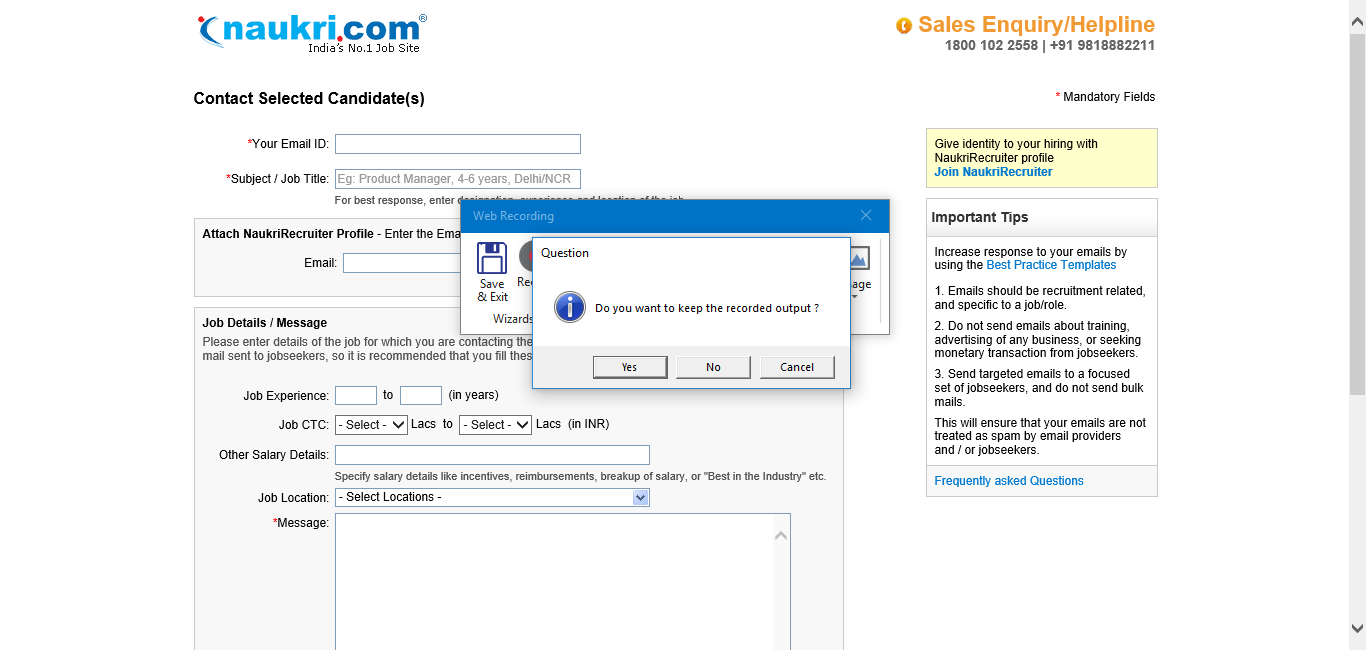 naukri.com®
India's No.1 Job Site
Sales Enquiry/Helpline
1800 102 2558 | +91 9818882211
Contact Selected Candidate(s)
* Mandatory Fields
*Your Email ID:
*Subject / Job Title: Eg: Product Manager, 4-6 years, Delhi/NCR
For best response, enter designation, experience and location of the job
Attach NaukriRecruiter Profile - Enter the Ema
Email:
Job Details / Message
Please enter details of the job for which you are contacting the
mail sent to jobseekers, so it is recommended that you fill thes
Job Experience: to (in years)
Job CTC: - Select - Lacs to - Select - Lacs (in INR)
Other Salary Details:
Specify salary details like incentives, reimbursements, breakup of salary, or "Best in the Industry" etc.
Job Location: - Select Locations -
*Message:
Web Recording
Save
& Exit
Rec
age
Wizards
Question
Do you want to keep the recorded output ?
Yes No Cancel
Give identity to your hiring with
NaukriRecruiter profile
Join NaukriRecruiter
Important Tips
Increase response to your emails by
using the Best Practice Templates
1. Emails should be recruitment related,
and specific to a job/role.
2. Do not send emails about training,
advertising of any business, or seeking
monetary transaction from jobseekers.
3. Send targeted emails to a focused
set of jobseekers, and do not send bulk
mails.
This will ensure that your emails are not
treated as spam by email providers
and / or jobseekers.
Frequently asked Questions